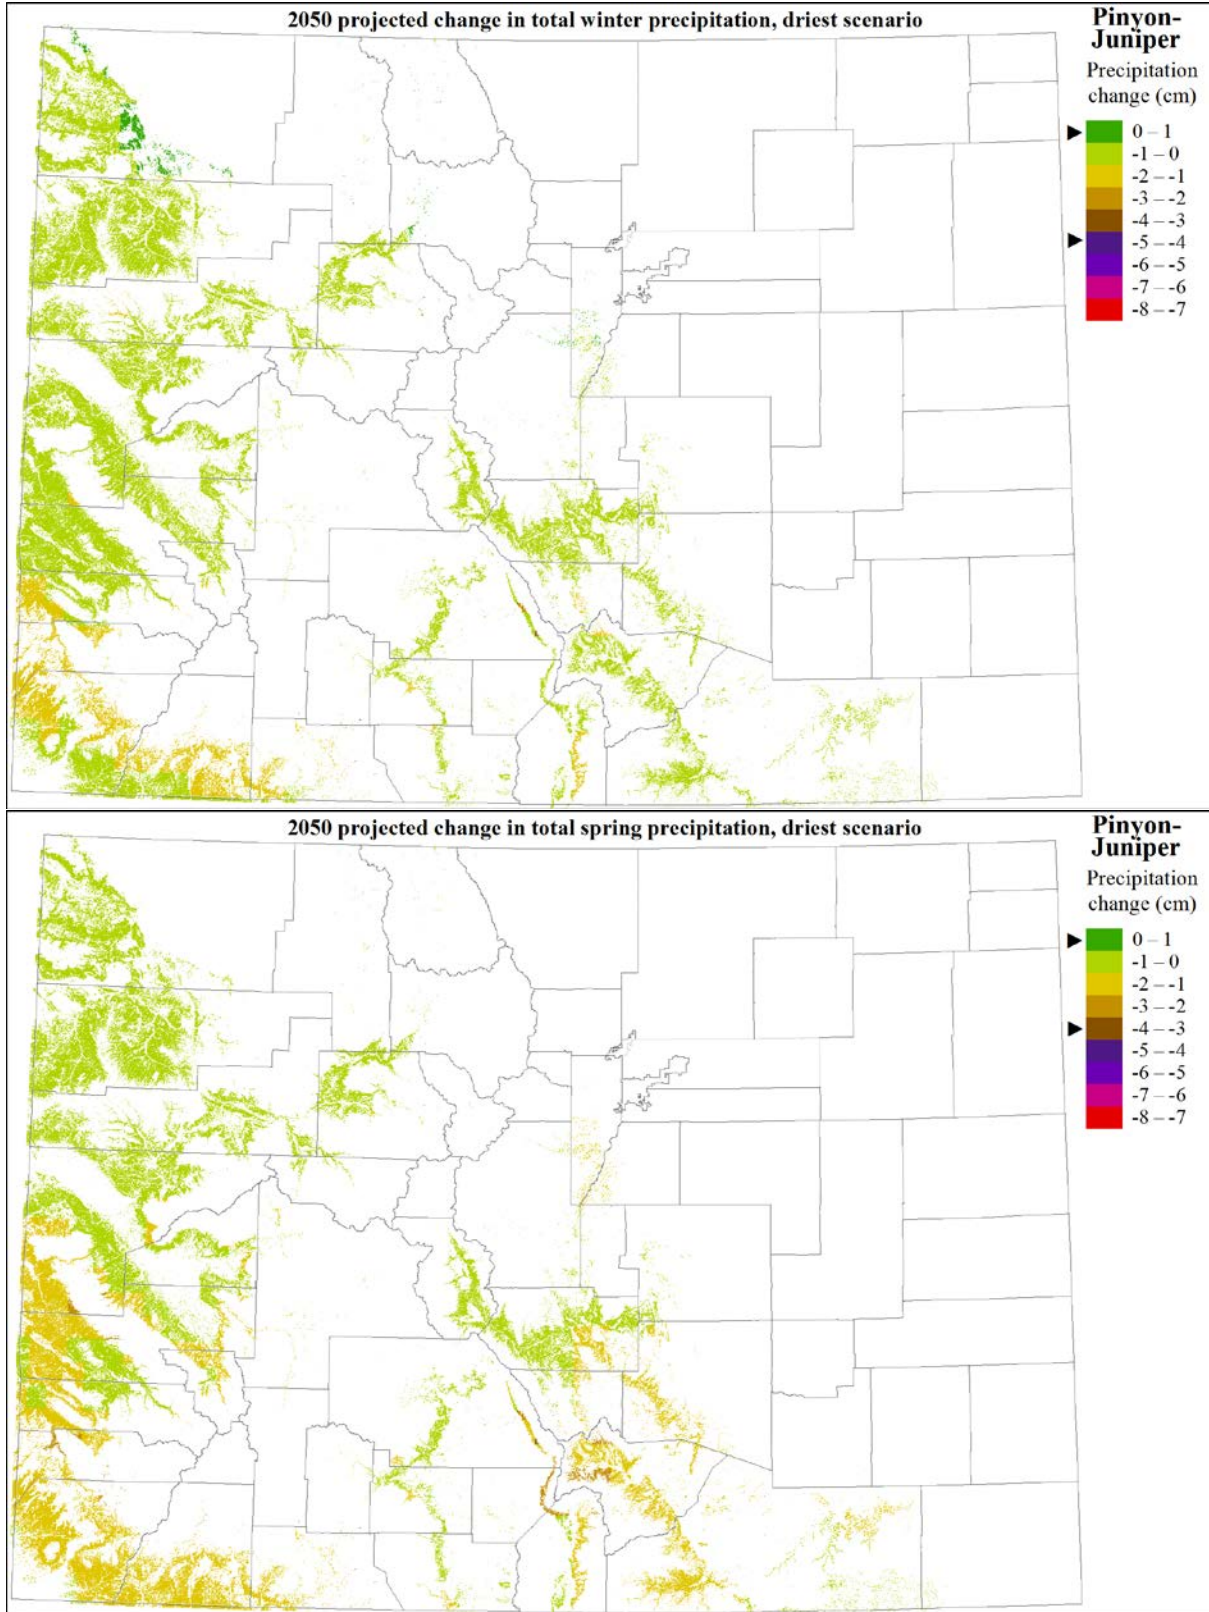 2050 projected change in total winter precipitation, driest scenario
Pinyon-
Juniper
Precipitation
change (cm)
0 – 1
-1 – 0
-2 – -1
-3 – -2
-4 – -3
-5 – -4
-6 – -5
-7 – -6
-8 – -7
2050 projected change in total spring precipitation, driest scenario
Pinyon-
Juniper
Precipitation
change (cm)
0 – 1
-1 – 0
-2 – -1
-3 – -2
-4 – -3
-5 – -4
-6 – -5
-7 – -6
-8 – -7